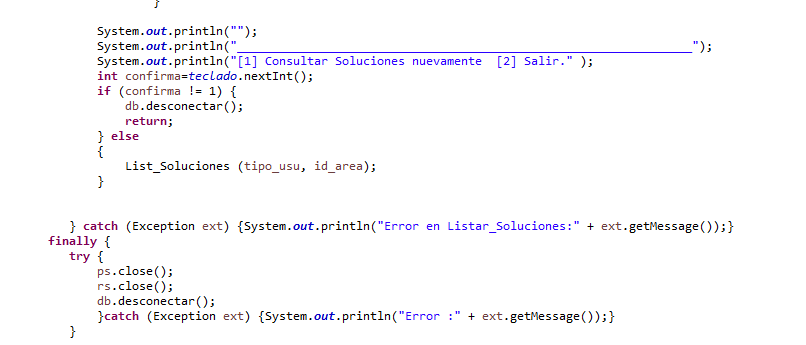 }
System.out.println("");
System.out.println("_________________________________________________________________");
System.out.println("[1] Consultar Soluciones nuevamente  [2] Salir." );
int confirma=teclado.nextInt();
if (confirma != 1) {
db.desconectar();
return;
} else
{
List_Soluciones (tipo_usu, id_area);
}
} catch (Exception ext) {System.out.println("Error en Listar_Soluciones:" + ext.getMessage());}
finally {
try {
ps.close();
rs.close();
db.desconectar();
}catch (Exception ext) {System.out.println("Error :" + ext.getMessage());}
}